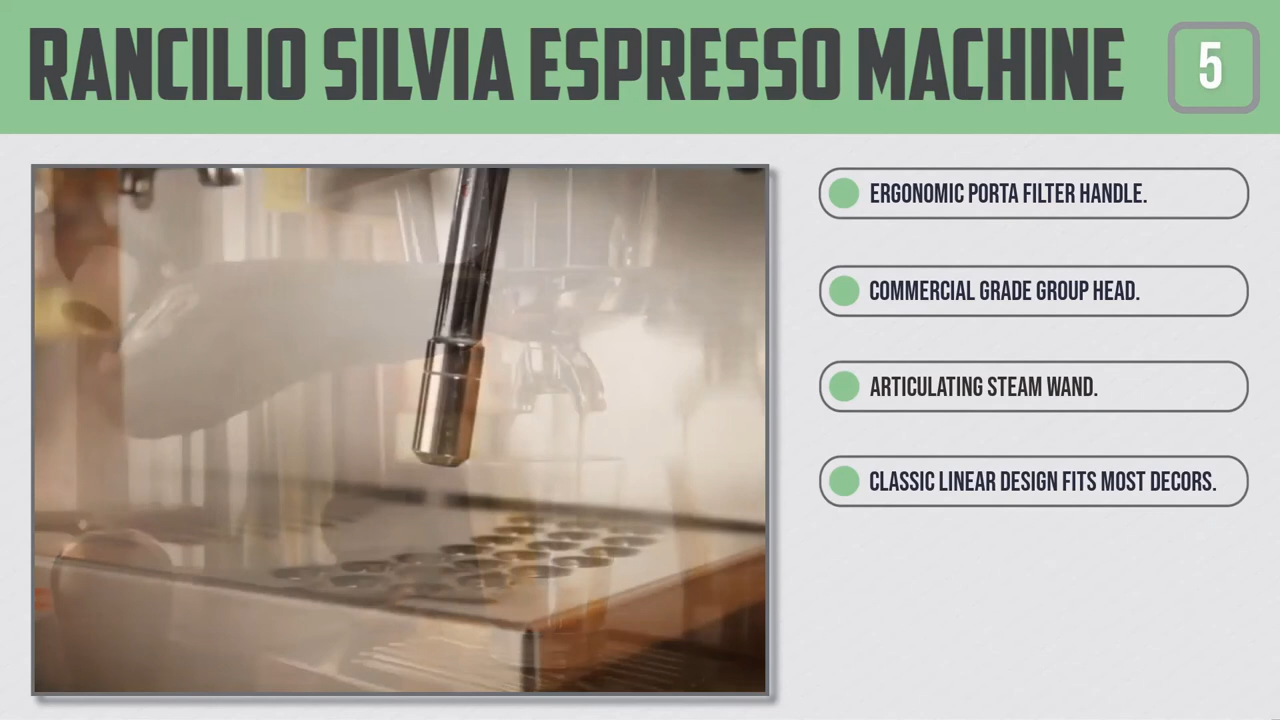 RANCILIO SILVIA ESPRESSO MACHINE
5
ERGONOMIC PORTA FILTER HANDLE.
COMMERCIAL GRADE GROUP HEAD.
ARTICULATING STEAM WAND.
CLASSIC LINEAR DESIGN FITS MOST DECORS.